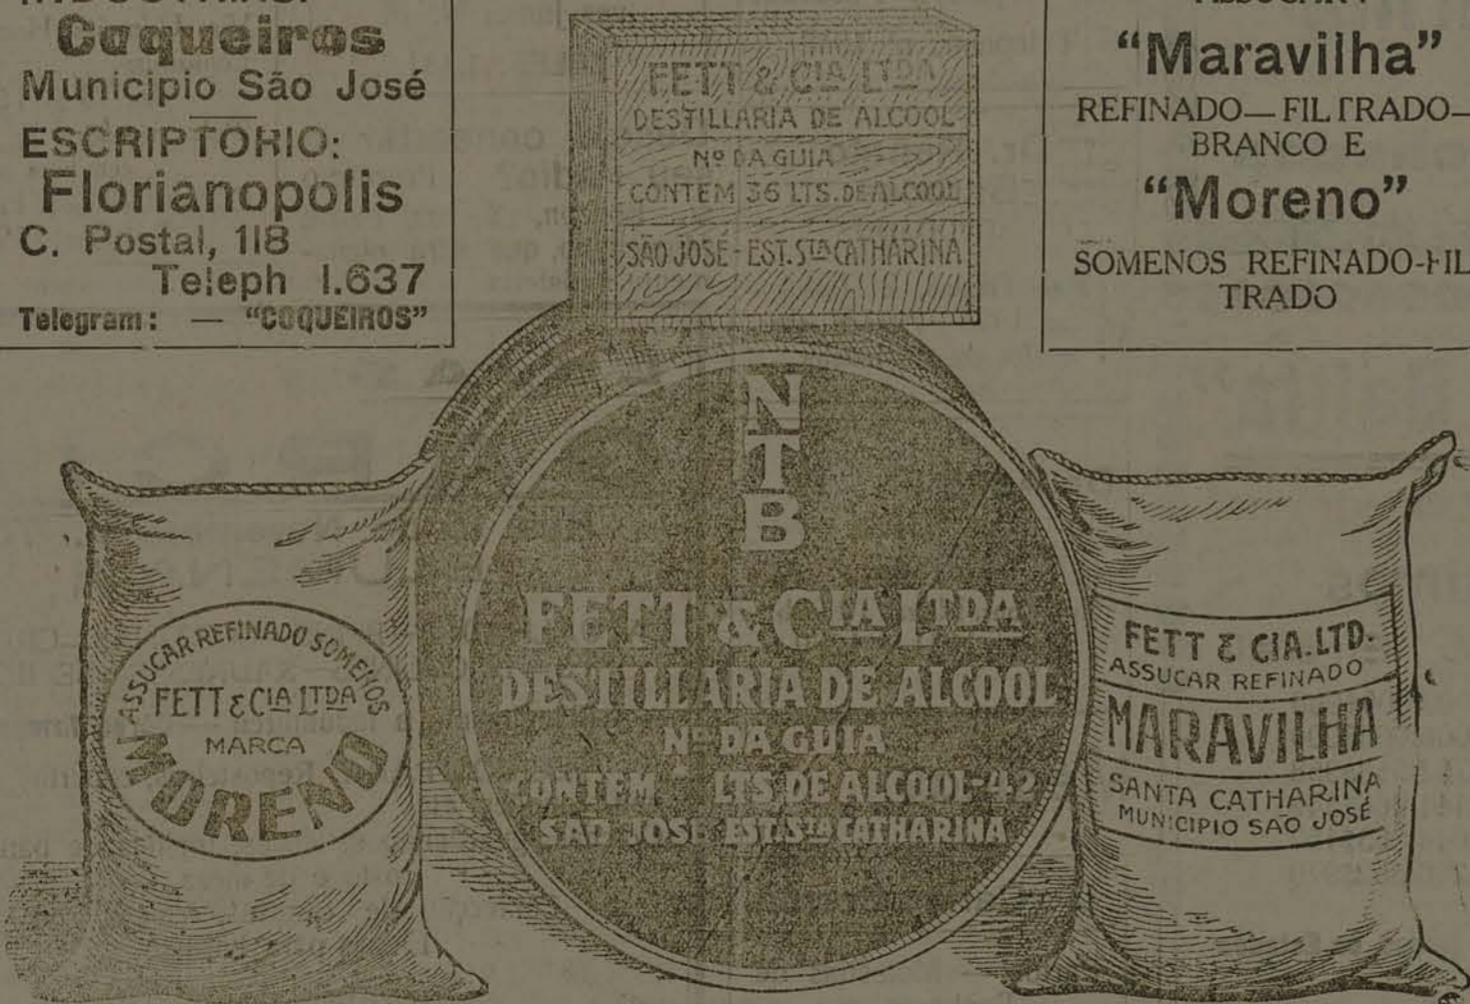 INDUSTRIAS:
Coqueiros
Municipio São José
ESCRIPTORIO:
Florianopolis
C. Postal, 118
Teleph 1.637
Telegram: — "COQUEIROS"
FETT & CIA LTDA
DESTILLARIA DE ALCOOL
Nº DA GUIA
CONTEM 36 LTS. DE ALCOOL
SÃO JOSÉ - EST. STA CATHARINA
ASSUCAR:
"Maravilha"
REFINADO—FILTRADO—
BRANCO E
"Moreno"
SOMENOS REFINADO-FIL
TRADO
ASSUCAR REFINADO SOMENOS
FETT & CIA LTDA
MARCA
MORENO
N
T
B
FETT & CIA LTDA
DESTILLARIA DE ALCOOL
Nº DA GUIA
CONTEM LTS. DE ALCOOL-42
SÃO JOSE EST. STA CATHARINA
FETT & CIA. LTD.
ASSUCAR REFINADO
MARAVILHA
SANTA CATHARINA
MUNICIPIO SAO JOSÉ